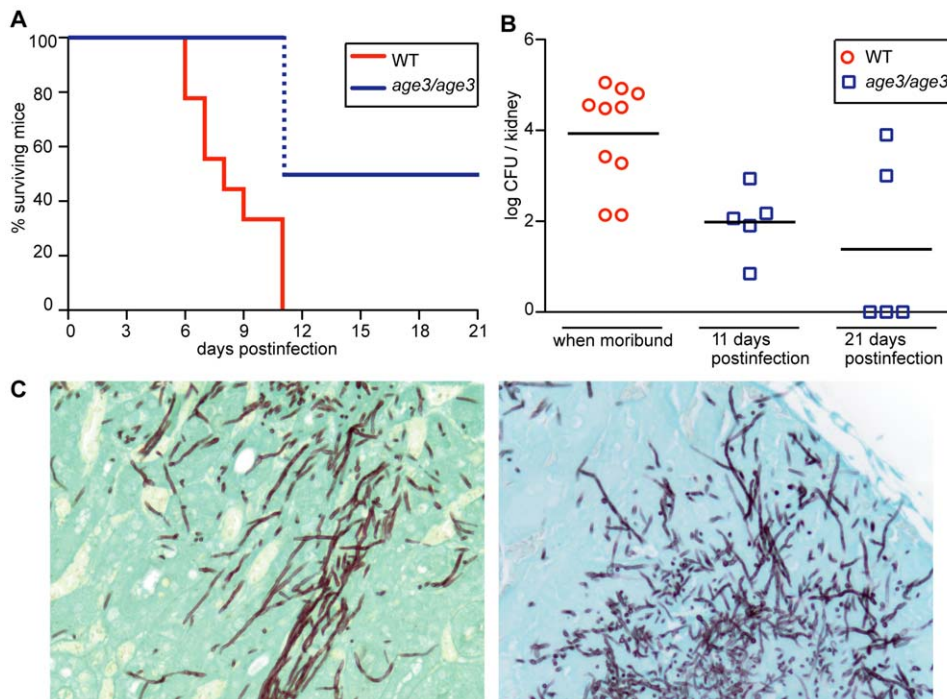 A
% surviving mice
100
80
60
40
20
0
0 3 6 9 12 15 18 21
days postinfection
WT
age3/age3
B
log CFU / kidney
6
4
2
0
WT
age3/age3
when moribund
11 days
postinfection
21 days
postinfection
C